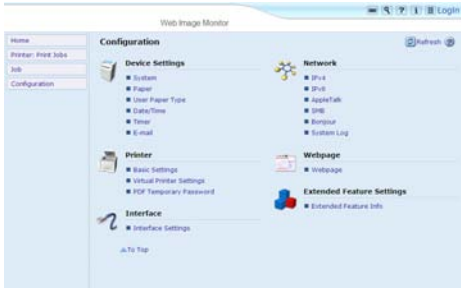 Login
Web Image Monitor
Home
Printer: Print Jobs
Job
Configuration
Configuration
Refresh
Device Settings
System
Paper
User Paper Type
Date/Time
Timer
E-mail
Printer
Basic Settings
Virtual Printer Settings
PDF Temporary Password
Interface
Interface Settings
To Top
Network
IPv4
IPv6
AppleTalk
SMB
Bonjour
System Log
Webpage
Webpage
Extended Feature Settings
Extended Feature Info